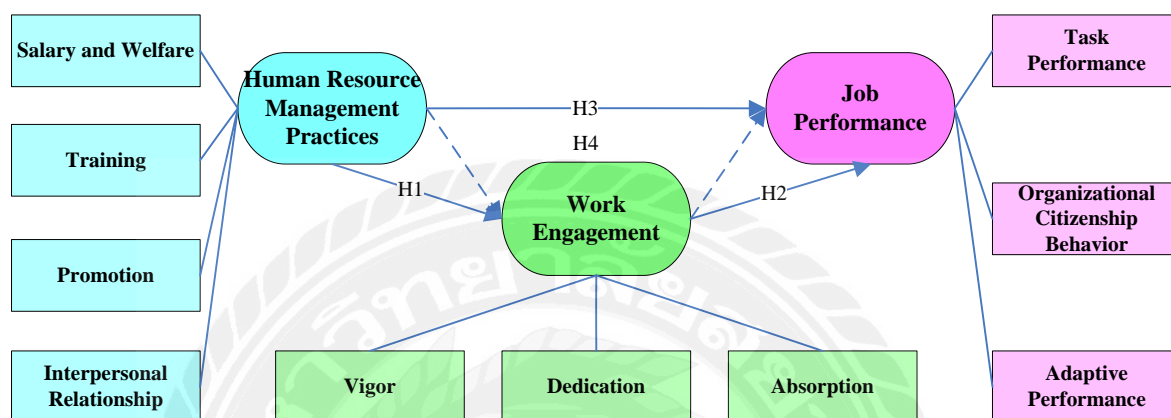 Salary and Welfare
Human Resource
Management
Practices
Training
Promotion
Interpersonal
Relationship
H3
H4
H1
H2
Work
Engagement
Vigor
Dedication
Absorption
Job
Performance
Task
Performance
Organizational
Citizenship
Behavior
Adaptive
Performance